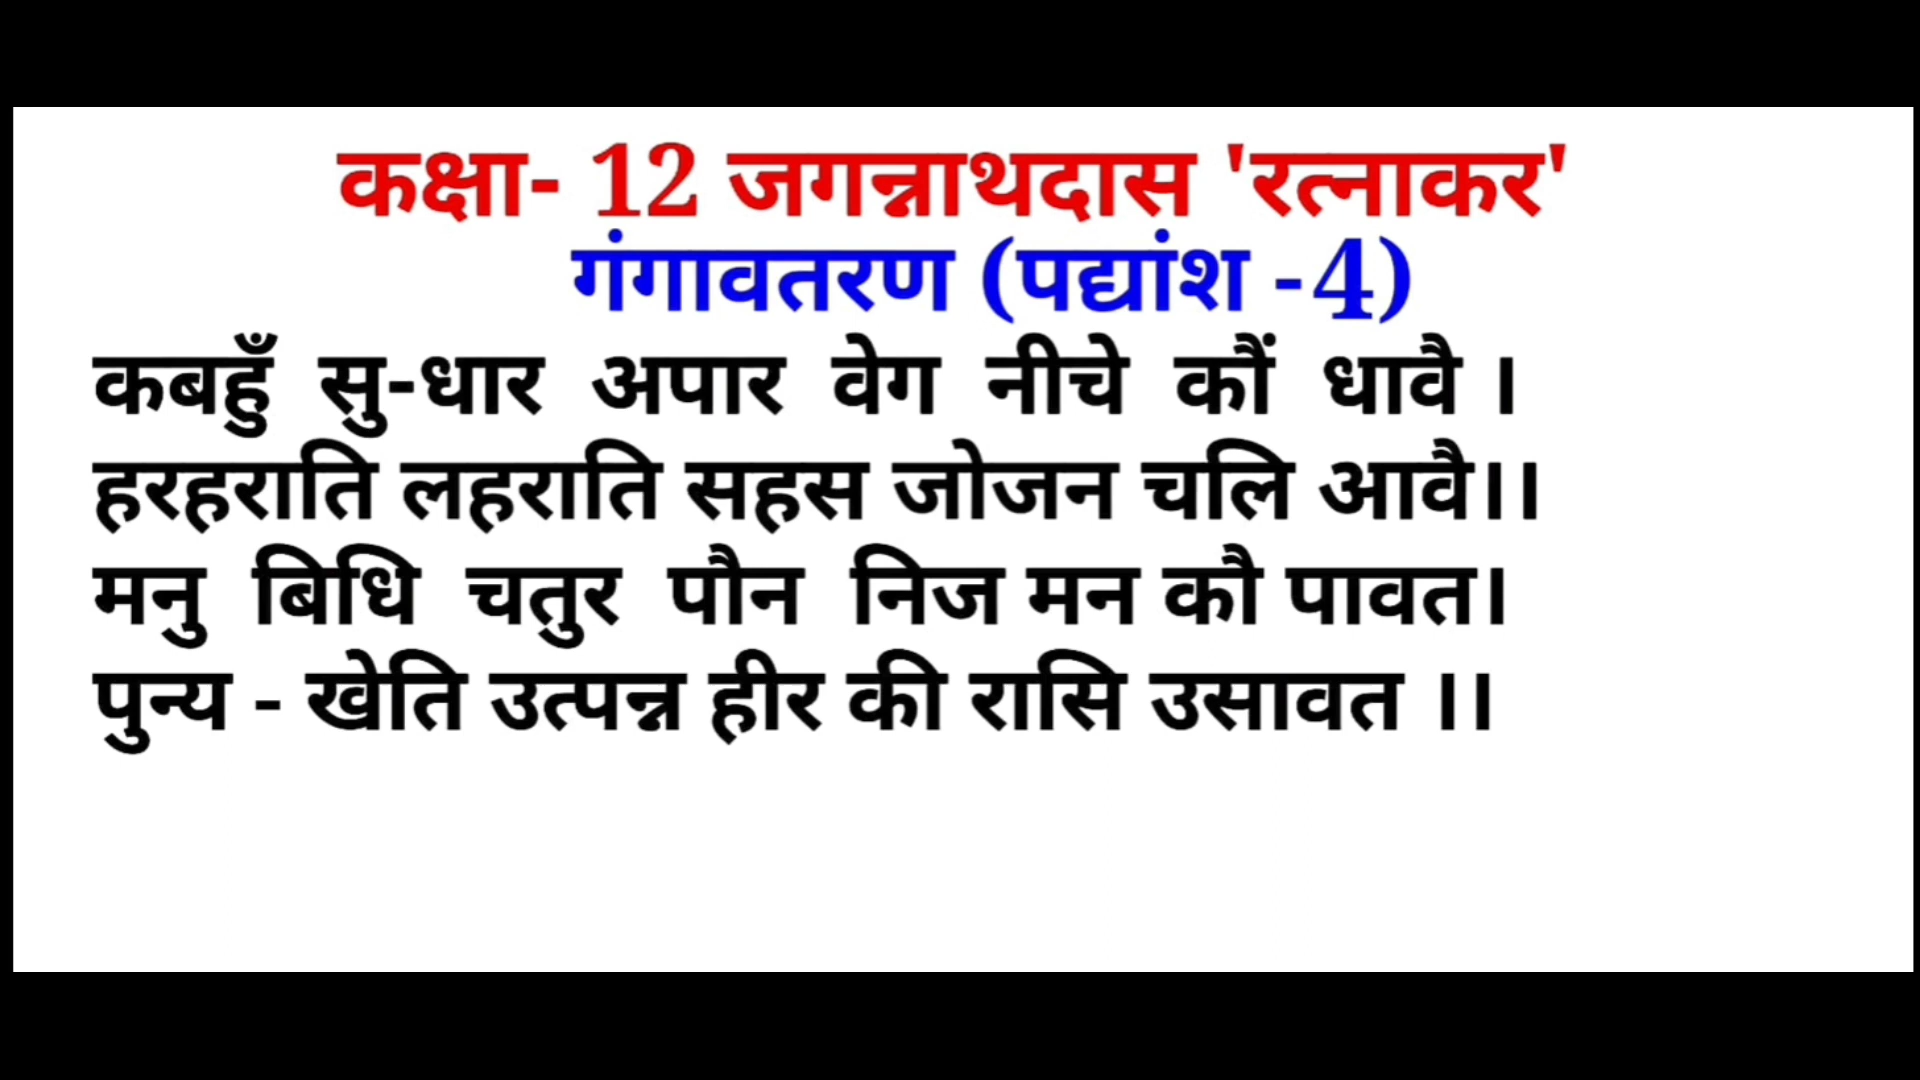 कक्षा- 12 जगन्नाथदास 'रत्नाकर'
गंगावतरण (पद्यांश -4)
कबहुँ सु-धार अपार वेग नीचे कौं धावै ।
हरहराति लहराति सहस जोजन चलि आवै।।
मनु बिधि चतुर पौन निज मन कौ पावत।
पुन्य - खेति उत्पन्न हीर की रासि उसावत ।।